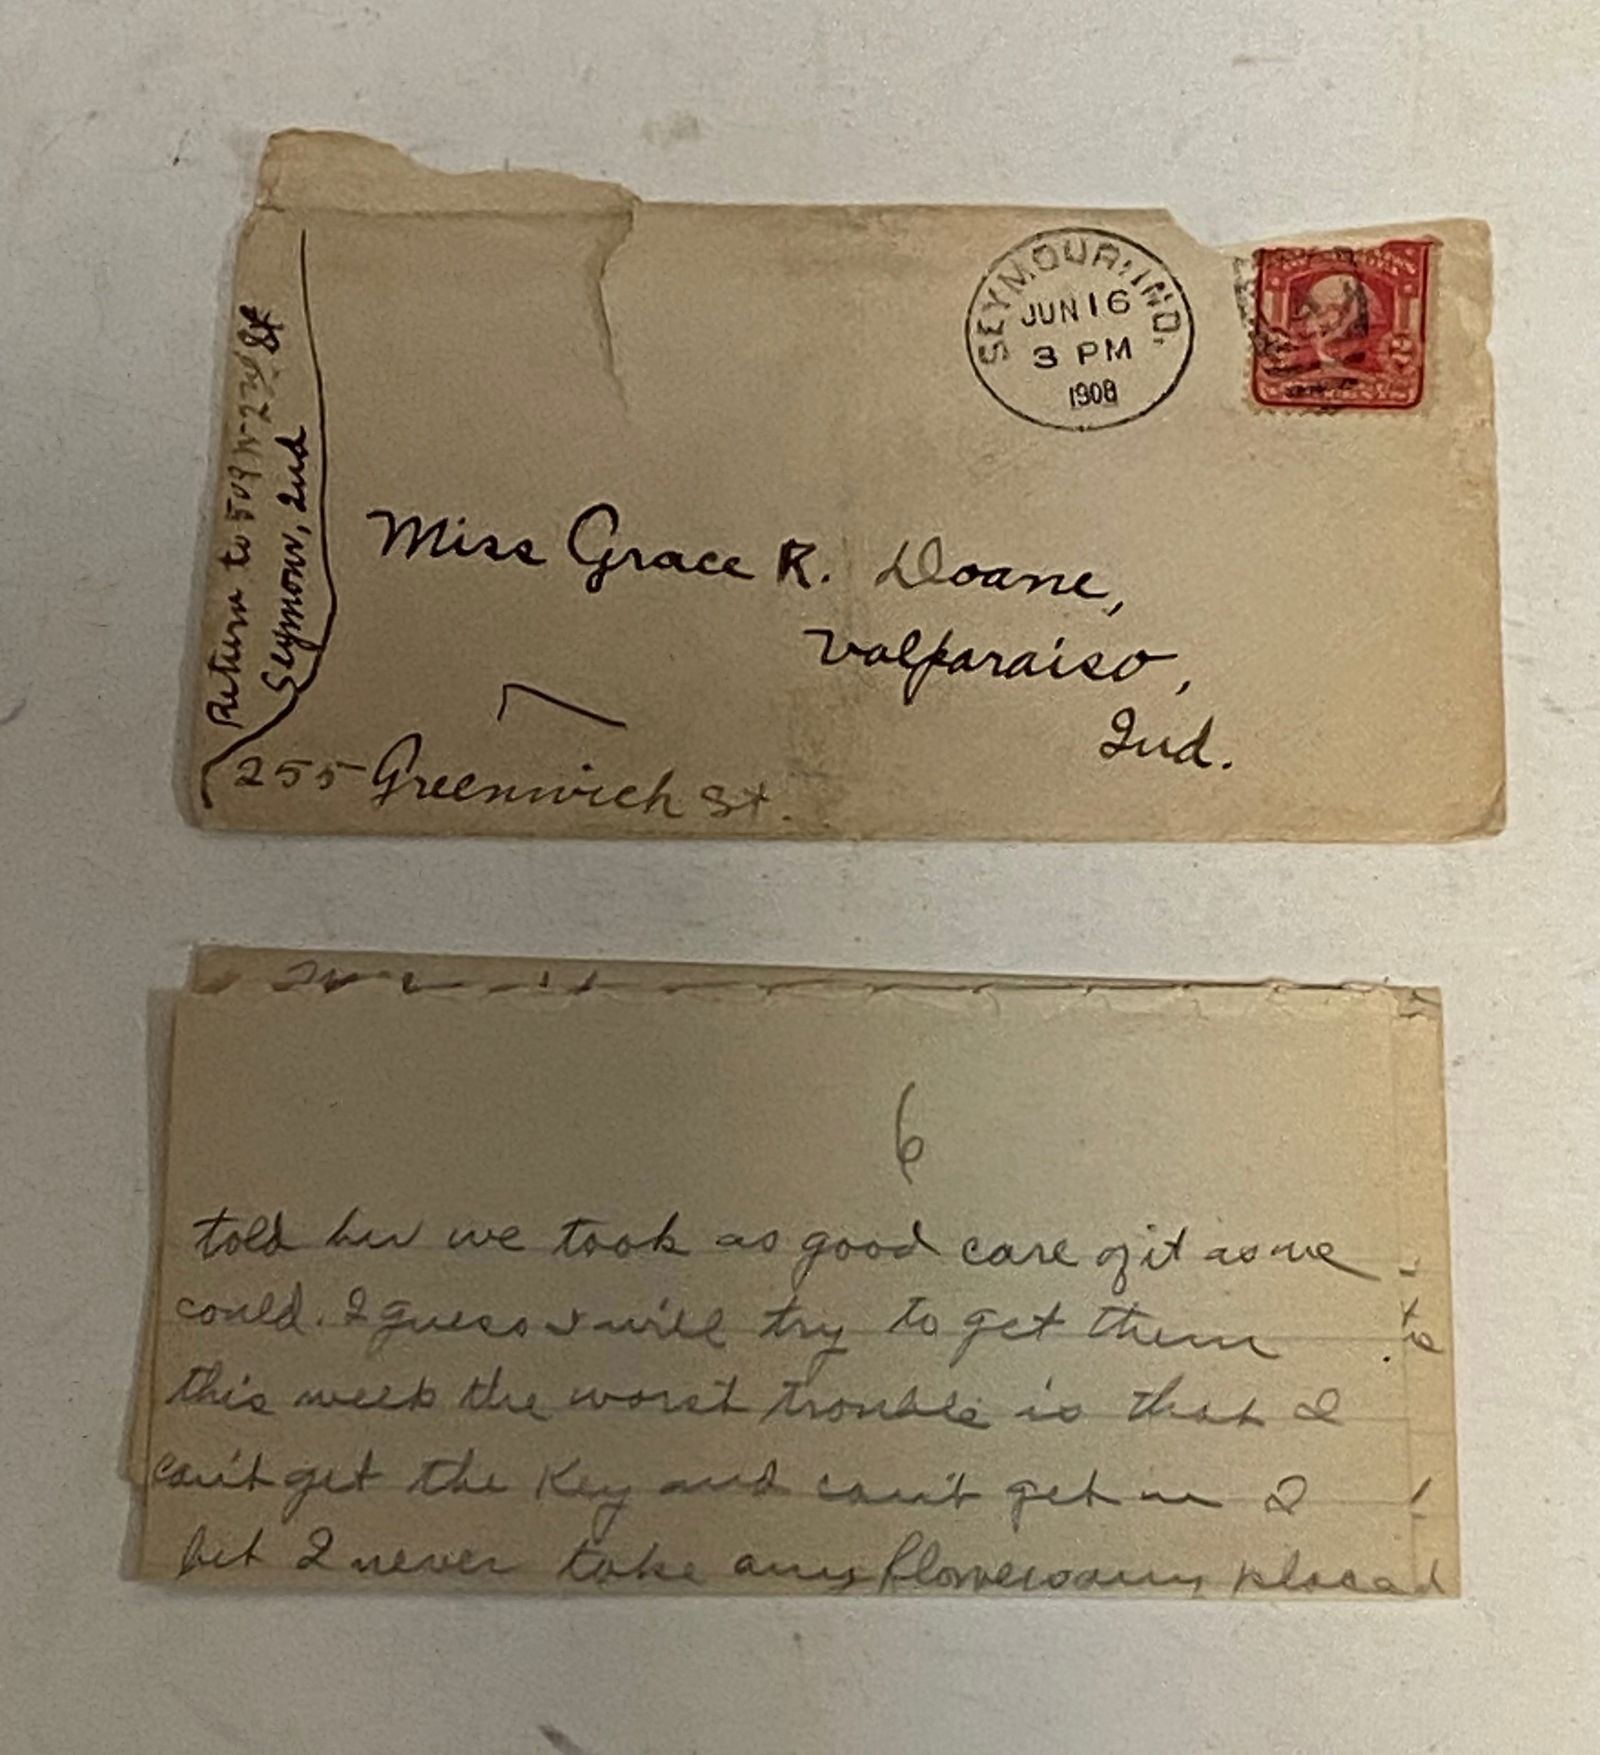 Return to 509 N-2nd St
Seymour, Ind
SEYMOUR, IND.
JUN 16
3 PM
1908
Miss Grace R. Doane,
Valparaiso,
Ind.
255 Greenwich St.
6
told her we took as good care of it as we
could. I guess I will try to get them
this week the worst trouble is that I
can't get the key and can't get in I
bet I never take any flowers any placed